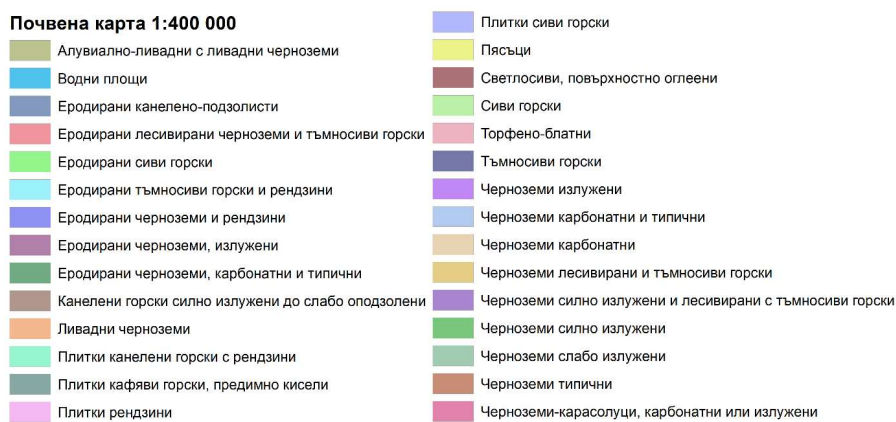 Почвена карта 1:400 000
Алувиално-ливадни с ливадни черноземи
Водни площи
Еродирани канелено-подзолисти
Еродирани лесивирани черноземи и тъмносиви горски
Еродирани сиви горски
Еродирани тъмносиви горски и рендзини
Еродирани черноземи и рендзини
Еродирани черноземи, излужени
Еродирани черноземи, карбонатни и типични
Канелени горски силно излужени до слабо оподзолени
Ливадни черноземи
Плитки канелени горски с рендзини
Плитки кафяви горски, предимно кисели
Плитки рендзини
Плитки сиви горски
Пясъци
Светлосиви, повърхностно оглеени
Сиви горски
Торфено-блатни
Тъмносиви горски
Черноземи излужени
Черноземи карбонатни и типични
Черноземи карбонатни
Черноземи лесивирани и тъмносиви горски
Черноземи силно излужени и лесивирани с тъмносиви горски
Черноземи силно излужени
Черноземи слабо излужени
Черноземи типични
Черноземи-карасолуци, карбонатни или излужени